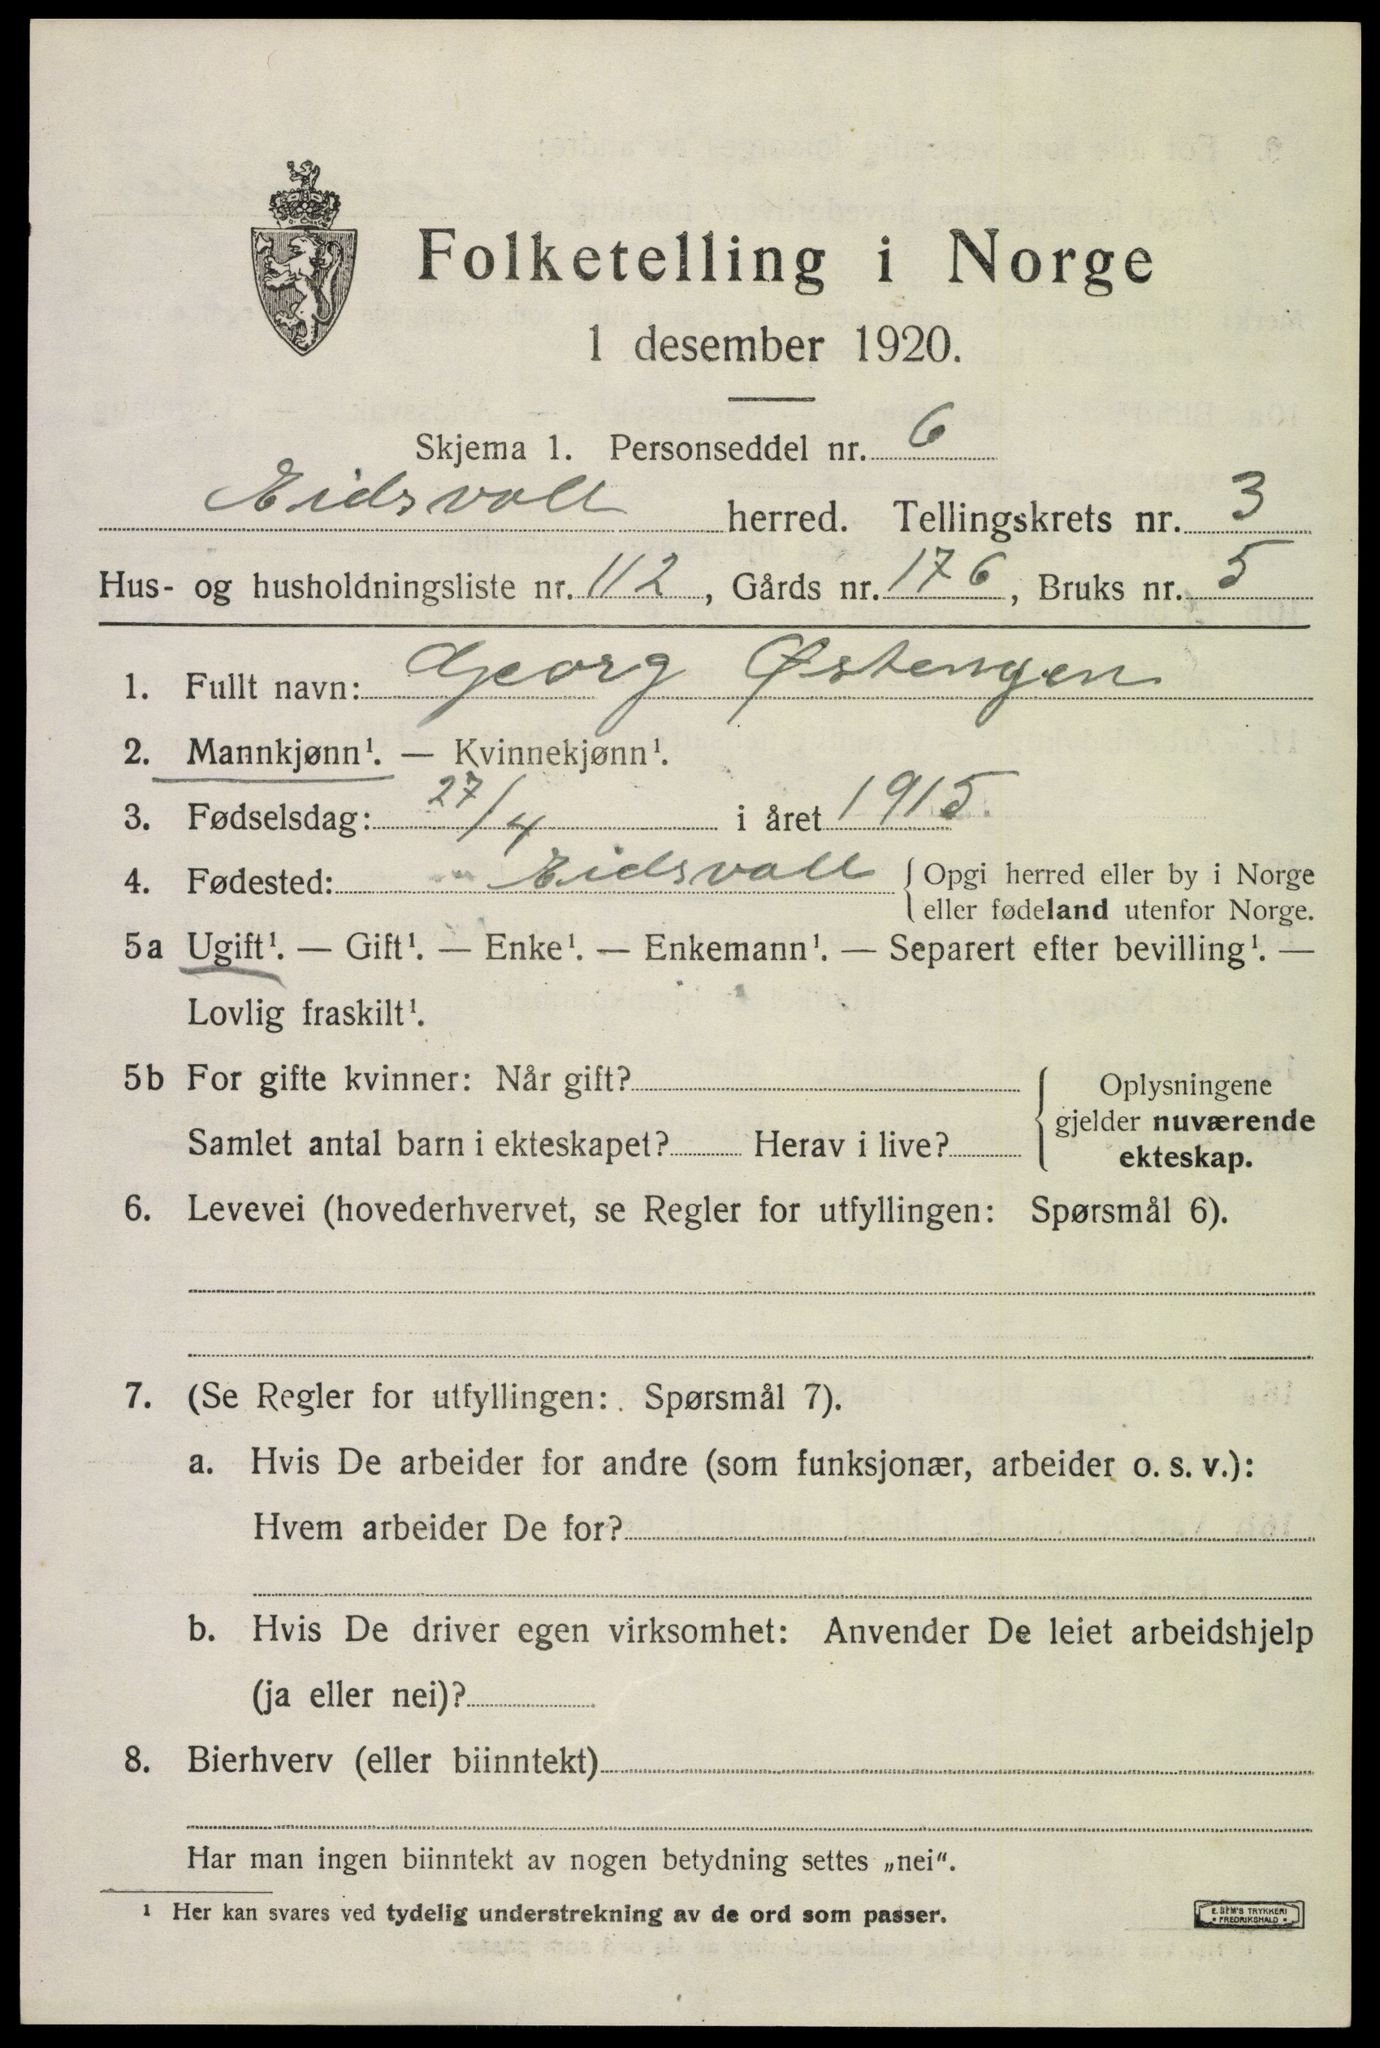 Folketelling i Norge
1 desember 1920.
Skjema 1. Personseddel nr. 6
Eidsvoll herred. Tellingskrets nr. 3
Hus- og husholdningsliste nr. 112, Gårds nr. 176, Bruks nr. 5
1. Fullt navn: Georg Østengen
2. Mannkjønn¹. — Kvinnekjønn¹.
3. Fødselsdag: 27/4 i året 1915.
4. Fødested: Eidsvoll { Opgi herred eller by i Norge
eller fødeland utenfor Norge.
5a Ugift¹. — Gift¹. — Enke¹. — Enkemann¹. — Separert efter bevilling¹. —
Lovlig fraskilt¹.
5b For gifte kvinner: Når gift?
Samlet antal barn i ekteskapet? Herav i live?
Oplysningene
gjelder nuværende
ekteskap.
6. Levevei (hovederhvervet, se Regler for utfyllingen: Spørsmål 6).
7. (Se Regler for utfyllingen: Spørsmål 7).
a. Hvis De arbeider for andre (som funksjonær, arbeider o. s. v.):
Hvem arbeider De for?
b. Hvis De driver egen virksomhet: Anvender De leiet arbeidshjelp
(ja eller nei)?
8. Bierhverv (eller biinntekt)
Har man ingen biinntekt av nogen betydning settes „nei“.
¹ Her kan svares ved tydelig understrekning av de ord som passer.
E. SEM'S TRYKKERI
FREDRIKSHALD